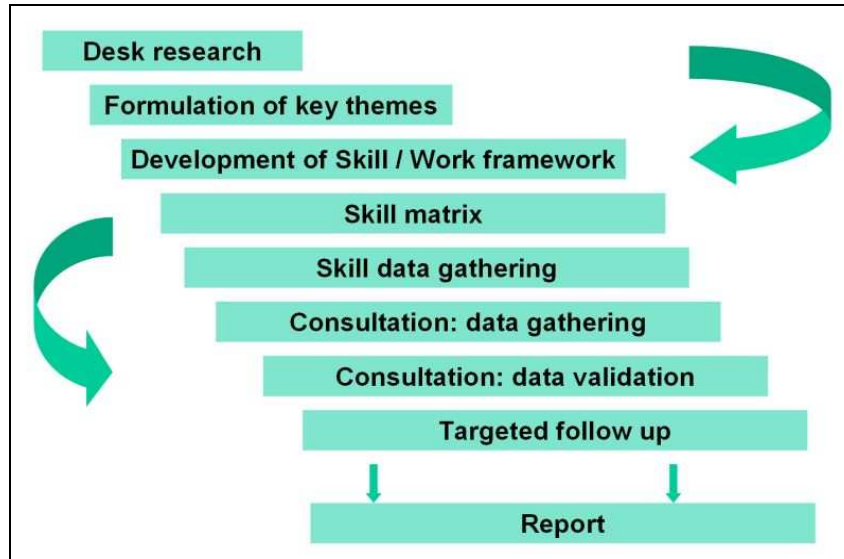 Desk research
Formulation of key themes
Development of Skill / Work framework
Skill matrix
Skill data gathering
Consultation: data gathering
Consultation: data validation
Targeted follow up
Report